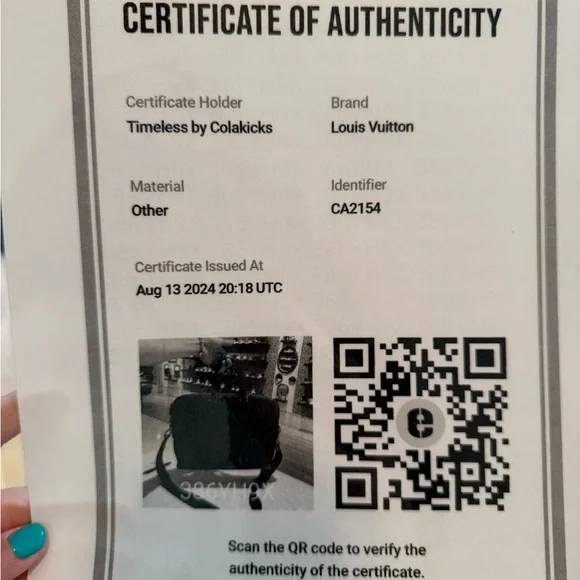 CERTIFICATE OF AUTHENTICITY
Certificate Holder
Timeless by Colakicks
Brand
Louis Vuitton
Material
Other
Identifier
CA2154
Certificate Issued At
Aug 13 2024 20:18 UTC
386YH9X
Scan the QR code to verify the
authenticity of the certificate.